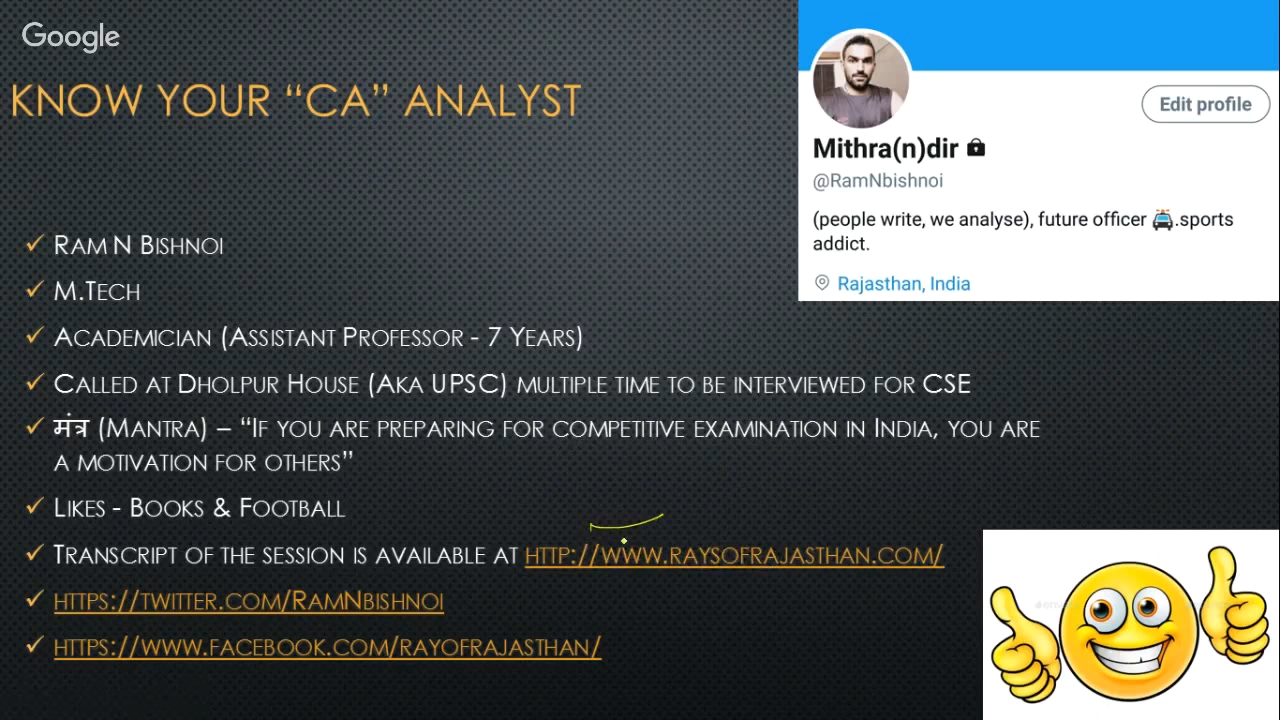 Google
KNOW YOUR “CA” ANALYST
Edit profile
Mithra(n)dir
@RamNbishnoi
(people write, we analyse), future officer 🚔.sports
addict.
Rajasthan, India
RAM N BISHNOI
M.TECH
ACADEMICIAN (ASSISTANT PROFESSOR - 7 YEARS)
CALLED AT DHOLPUR HOUSE (AKA UPSC) MULTIPLE TIME TO BE INTERVIEWED FOR CSE
मंत्र (MANTRA) – “IF YOU ARE PREPARING FOR COMPETITIVE EXAMINATION IN INDIA, YOU ARE
A MOTIVATION FOR OTHERS”
LIKES - BOOKS & FOOTBALL
TRANSCRIPT OF THE SESSION IS AVAILABLE AT HTTP://WWW.RAYSOFRAJASTHAN.COM/
HTTPS://TWITTER.COM/RAMNBISHNOI
HTTPS://WWW.FACEBOOK.COM/RAYOFRAJASTHAN/